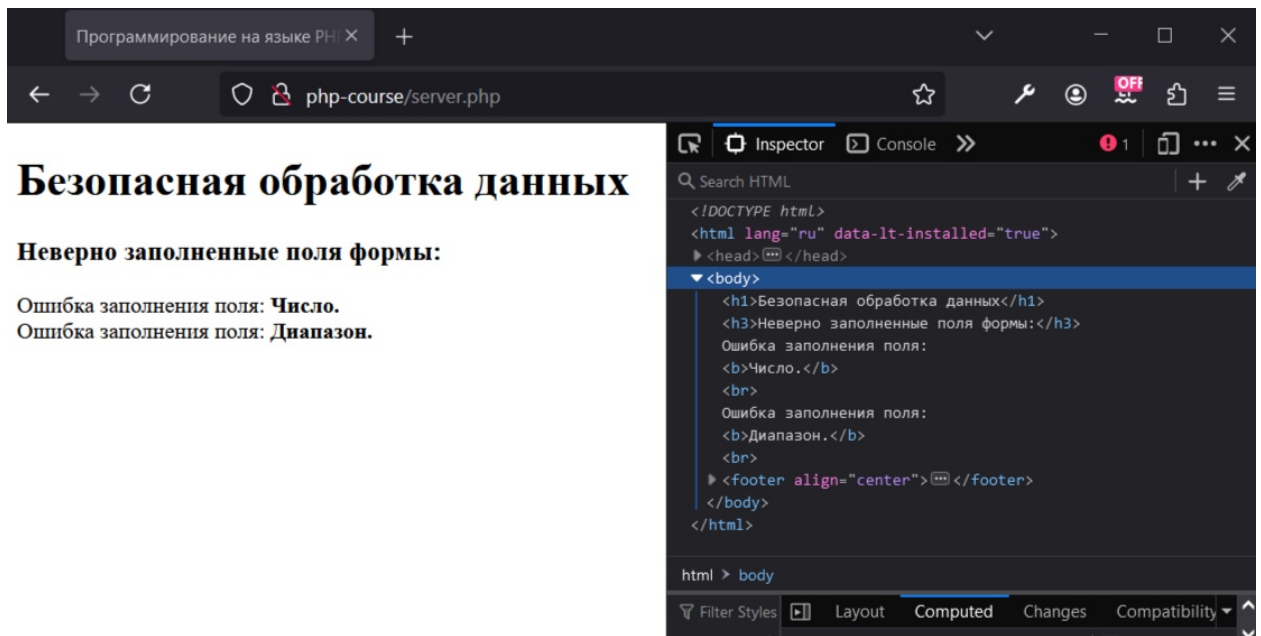 Программирование на языке PH
php-course/server.php
OFF
Безопасная обработка данных
Неверно заполненные поля формы:
Ошибка заполнения поля: Число.
Ошибка заполнения поля: Диапазон.
Inspector Console 1
Search HTML
<!DOCTYPE html>
<html lang="ru" data-lt-installed="true">
<head></head>
<body>
<h1>Безопасная обработка данных</h1>
<h3>Неверно заполненные поля формы:</h3>
Ошибка заполнения поля:
<b>Число.</b>
<br>
Ошибка заполнения поля:
<b>Диапазон.</b>
<br>
<footer align="center"></footer>
</body>
</html>
html > body
Filter Styles Layout Computed Changes Compatibility